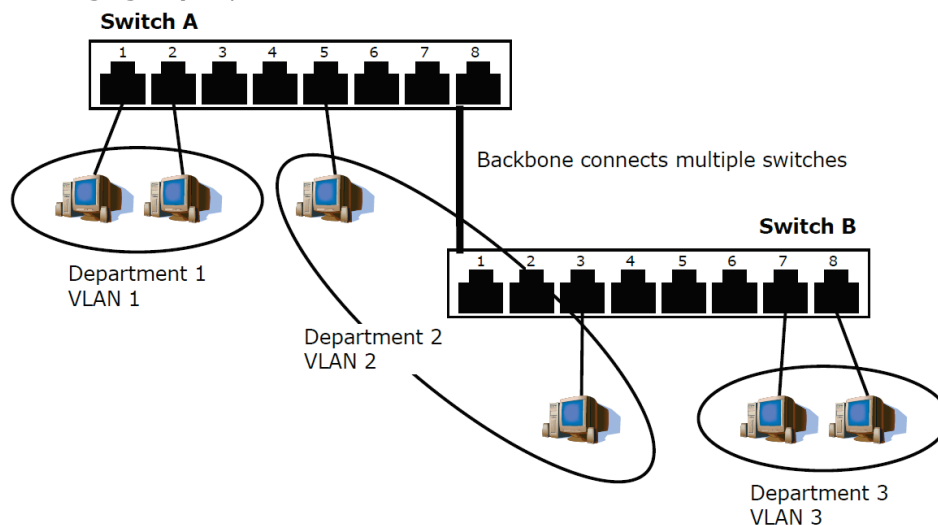 Switch A
1 2 3 4 5 6 7 8
Backbone connects multiple switches
Switch B
1 2 3 4 5 6 7 8
Department 1
VLAN 1
Department 2
VLAN 2
Department 3
VLAN 3